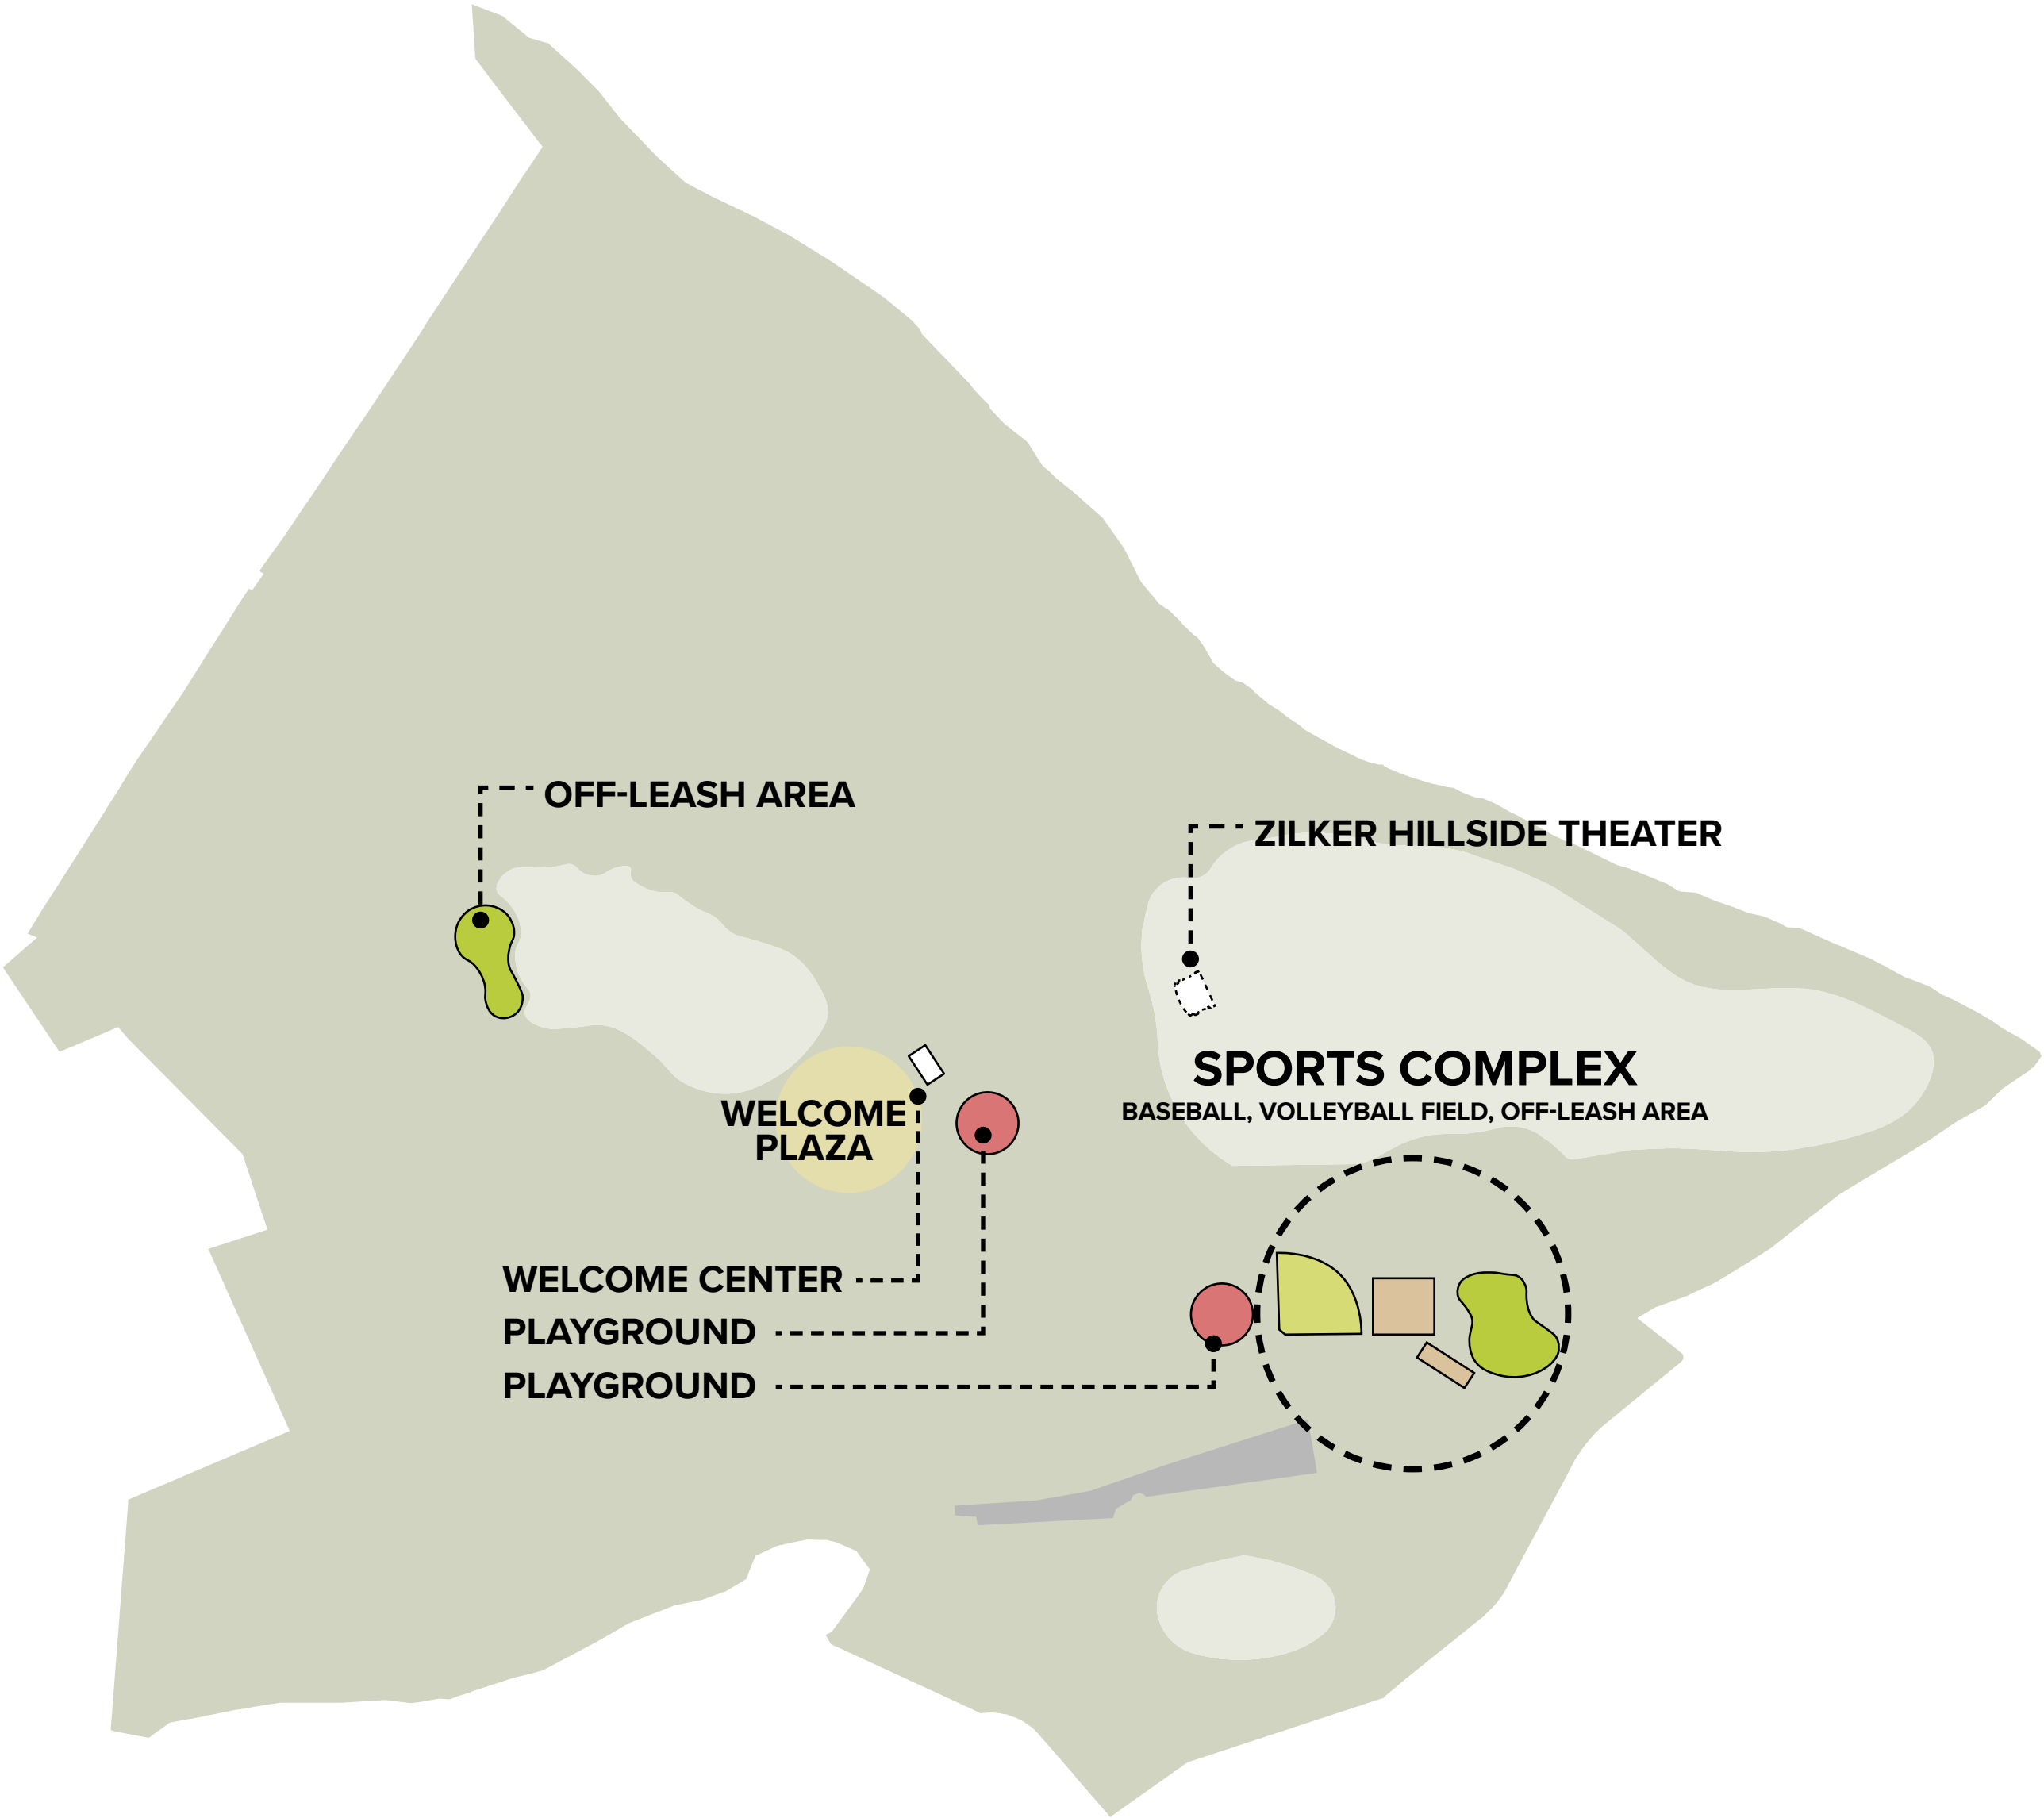 OFF-LEASH AREA
ZILKER HILLSIDE THEATER
SPORTS COMPLEX
BASEBALL, VOLLEYBALL FIELD, OFF-LEASH AREA
WELCOME
PLAZA
WELCOME CENTER
PLAYGROUND
PLAYGROUND